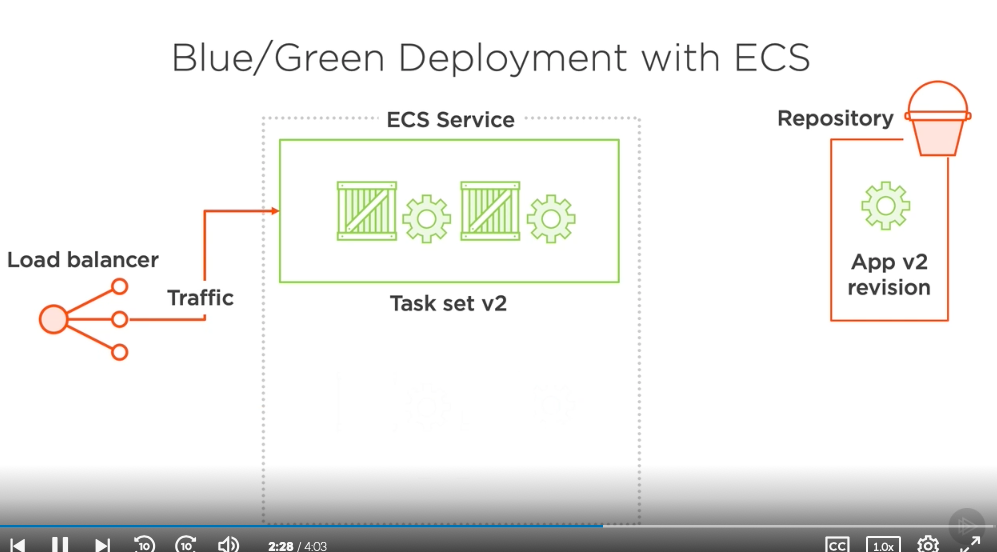 Blue/Green Deployment with ECS
ECS Service
Repository
App v2
revision
Load balancer
Traffic
Task set v2
10
10
2:28 / 4:03
CC
1.0x